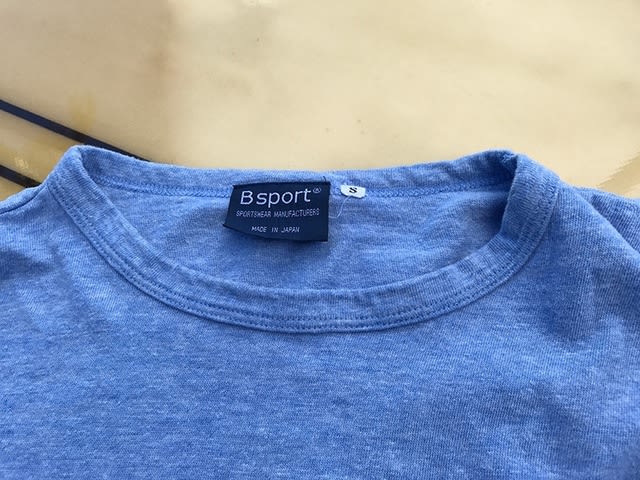 Bsport®
S
SPORTSWEAR MANUFACTURERS
MADE IN JAPAN